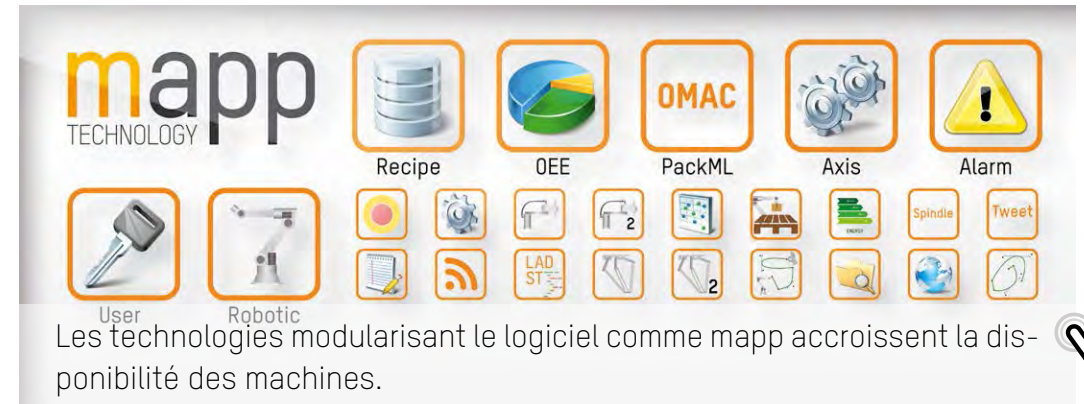 mapp
TECHNOLOGY
OMAC
Recipe
OEE
PackML
Axis
Alarm
2
ENERGY
Spindle
Tweet
LAD
ST
2
User
Robotic
Les technologies modularisant le logiciel comme mapp accroissent la dis-
ponibilité des machines.